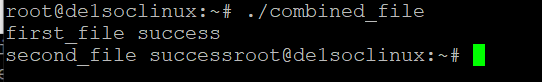 root@de1soclinux:~# ./combined_file
first_file success
second_file successroot@de1soclinux:~#